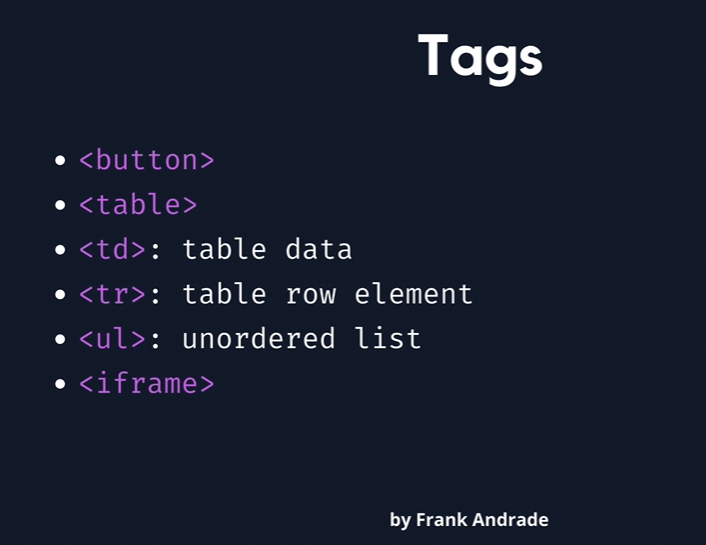 Tags
• <button>
• <table>
• <td>: table data
• <tr>: table row element
• <ul>: unordered list
• <iframe>
by Frank Andrade